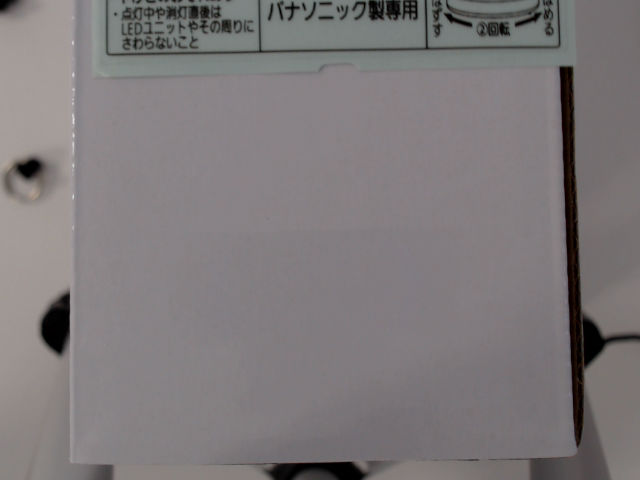 ・点灯中や消灯直後は
LEDユニットやその周りに
さわらないこと
パナソニック製専用
はずす
②回転
はめる